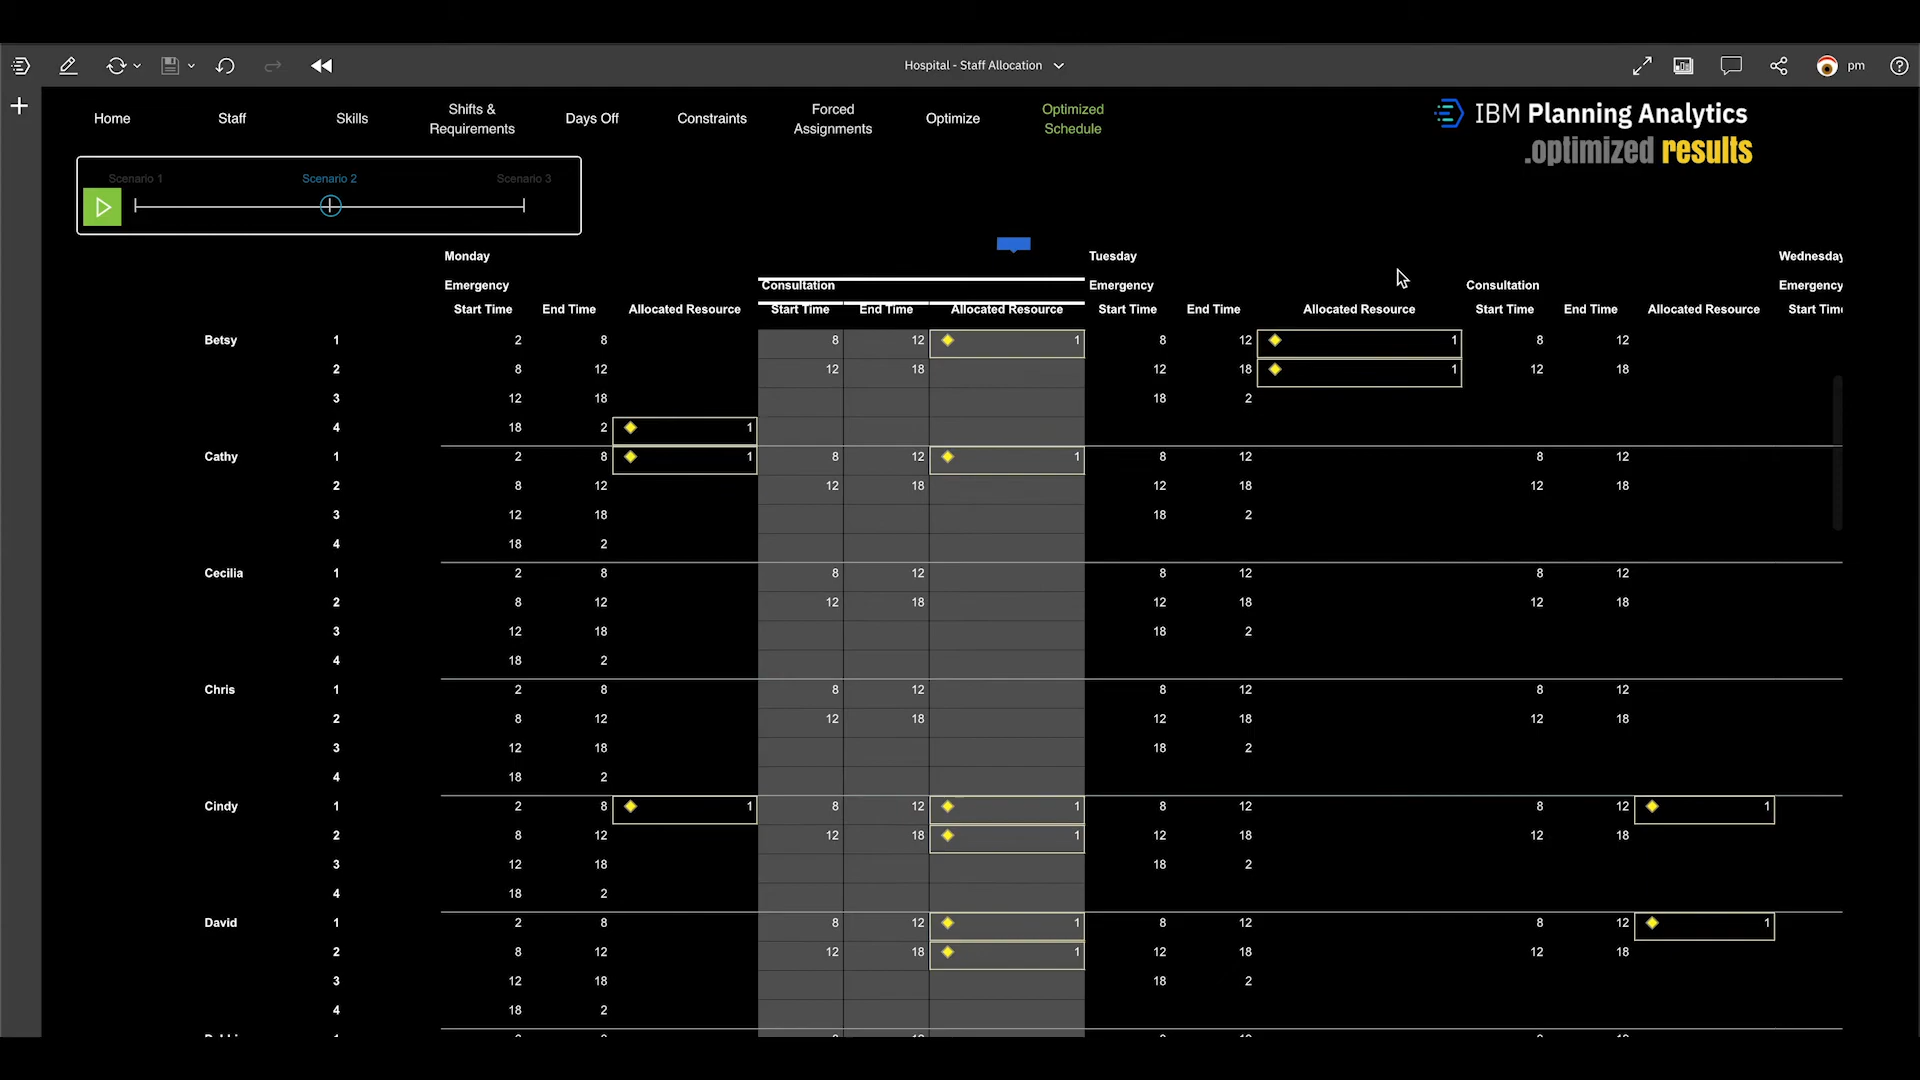 Hospital - Staff Allocation
pm
Home Staff Skills Shifts & Requirements Days Off Constraints Forced Assignments Optimize Optimized Schedule
IBM Planning Analytics
.optimized results
Scenario 1 Scenario 2 Scenario 3
Monday Tuesday Wednesday
Emergency Consultation Emergency Consultation Emergency
Start Time End Time Allocated Resource Start Time End Time Allocated Resource Start Time End Time Allocated Resource Start Time End Time Allocated Resource Start Time
Betsy 1 2 8 8 12 1 8 12 1 8 12
2 8 12 12 18 12 18 1 12 18
3 12 18 18 2
4 18 2 1
Cathy 1 2 8 1 8 12 1 8 12 8 12
2 8 12 12 18 12 18 12 18
3 12 18 18 2
4 18 2
Cecilia 1 2 8 8 12 8 12 8 12
2 8 12 12 18 12 18 12 18
3 12 18 18 2
4 18 2
Chris 1 2 8 8 12 8 12 8 12
2 8 12 12 18 12 18 12 18
3 12 18 18 2
4 18 2
Cindy 1 2 8 1 8 12 1 8 12 8 12 1
2 8 12 12 18 1 12 18 12 18
3 12 18 18 2
4 18 2
David 1 2 8 8 12 1 8 12 8 12 1
2 8 12 12 18 1 12 18 12 18
3 12 18 18 2
4 18 2